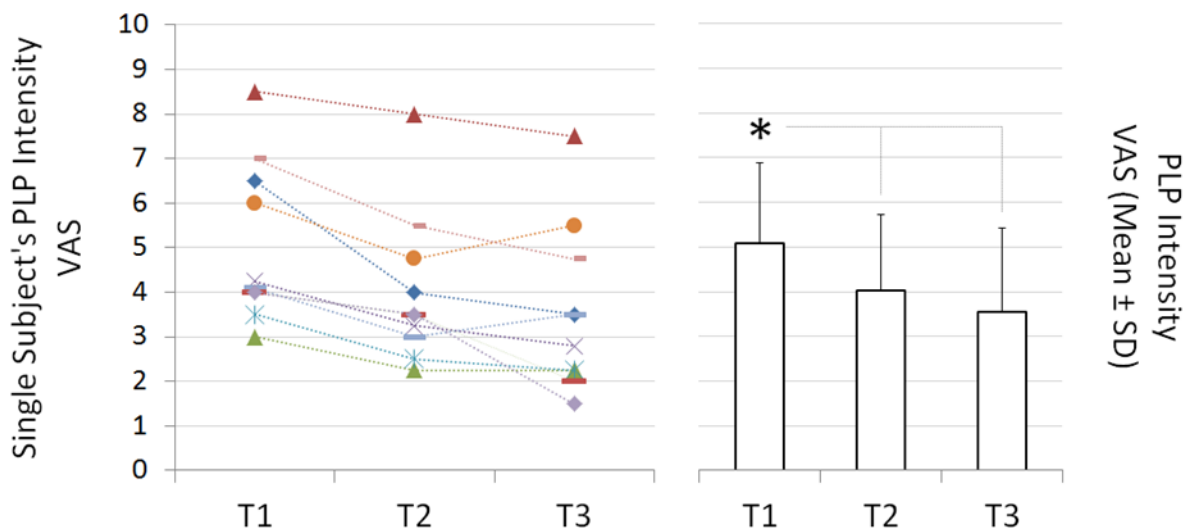 Single Subject's PLP Intensity
VAS
10
9
8
7
6
5
4
3
2
1
0
T1
T2
T3
*
T1
T2
T3
PLP Intensity
VAS (Mean ± SD)